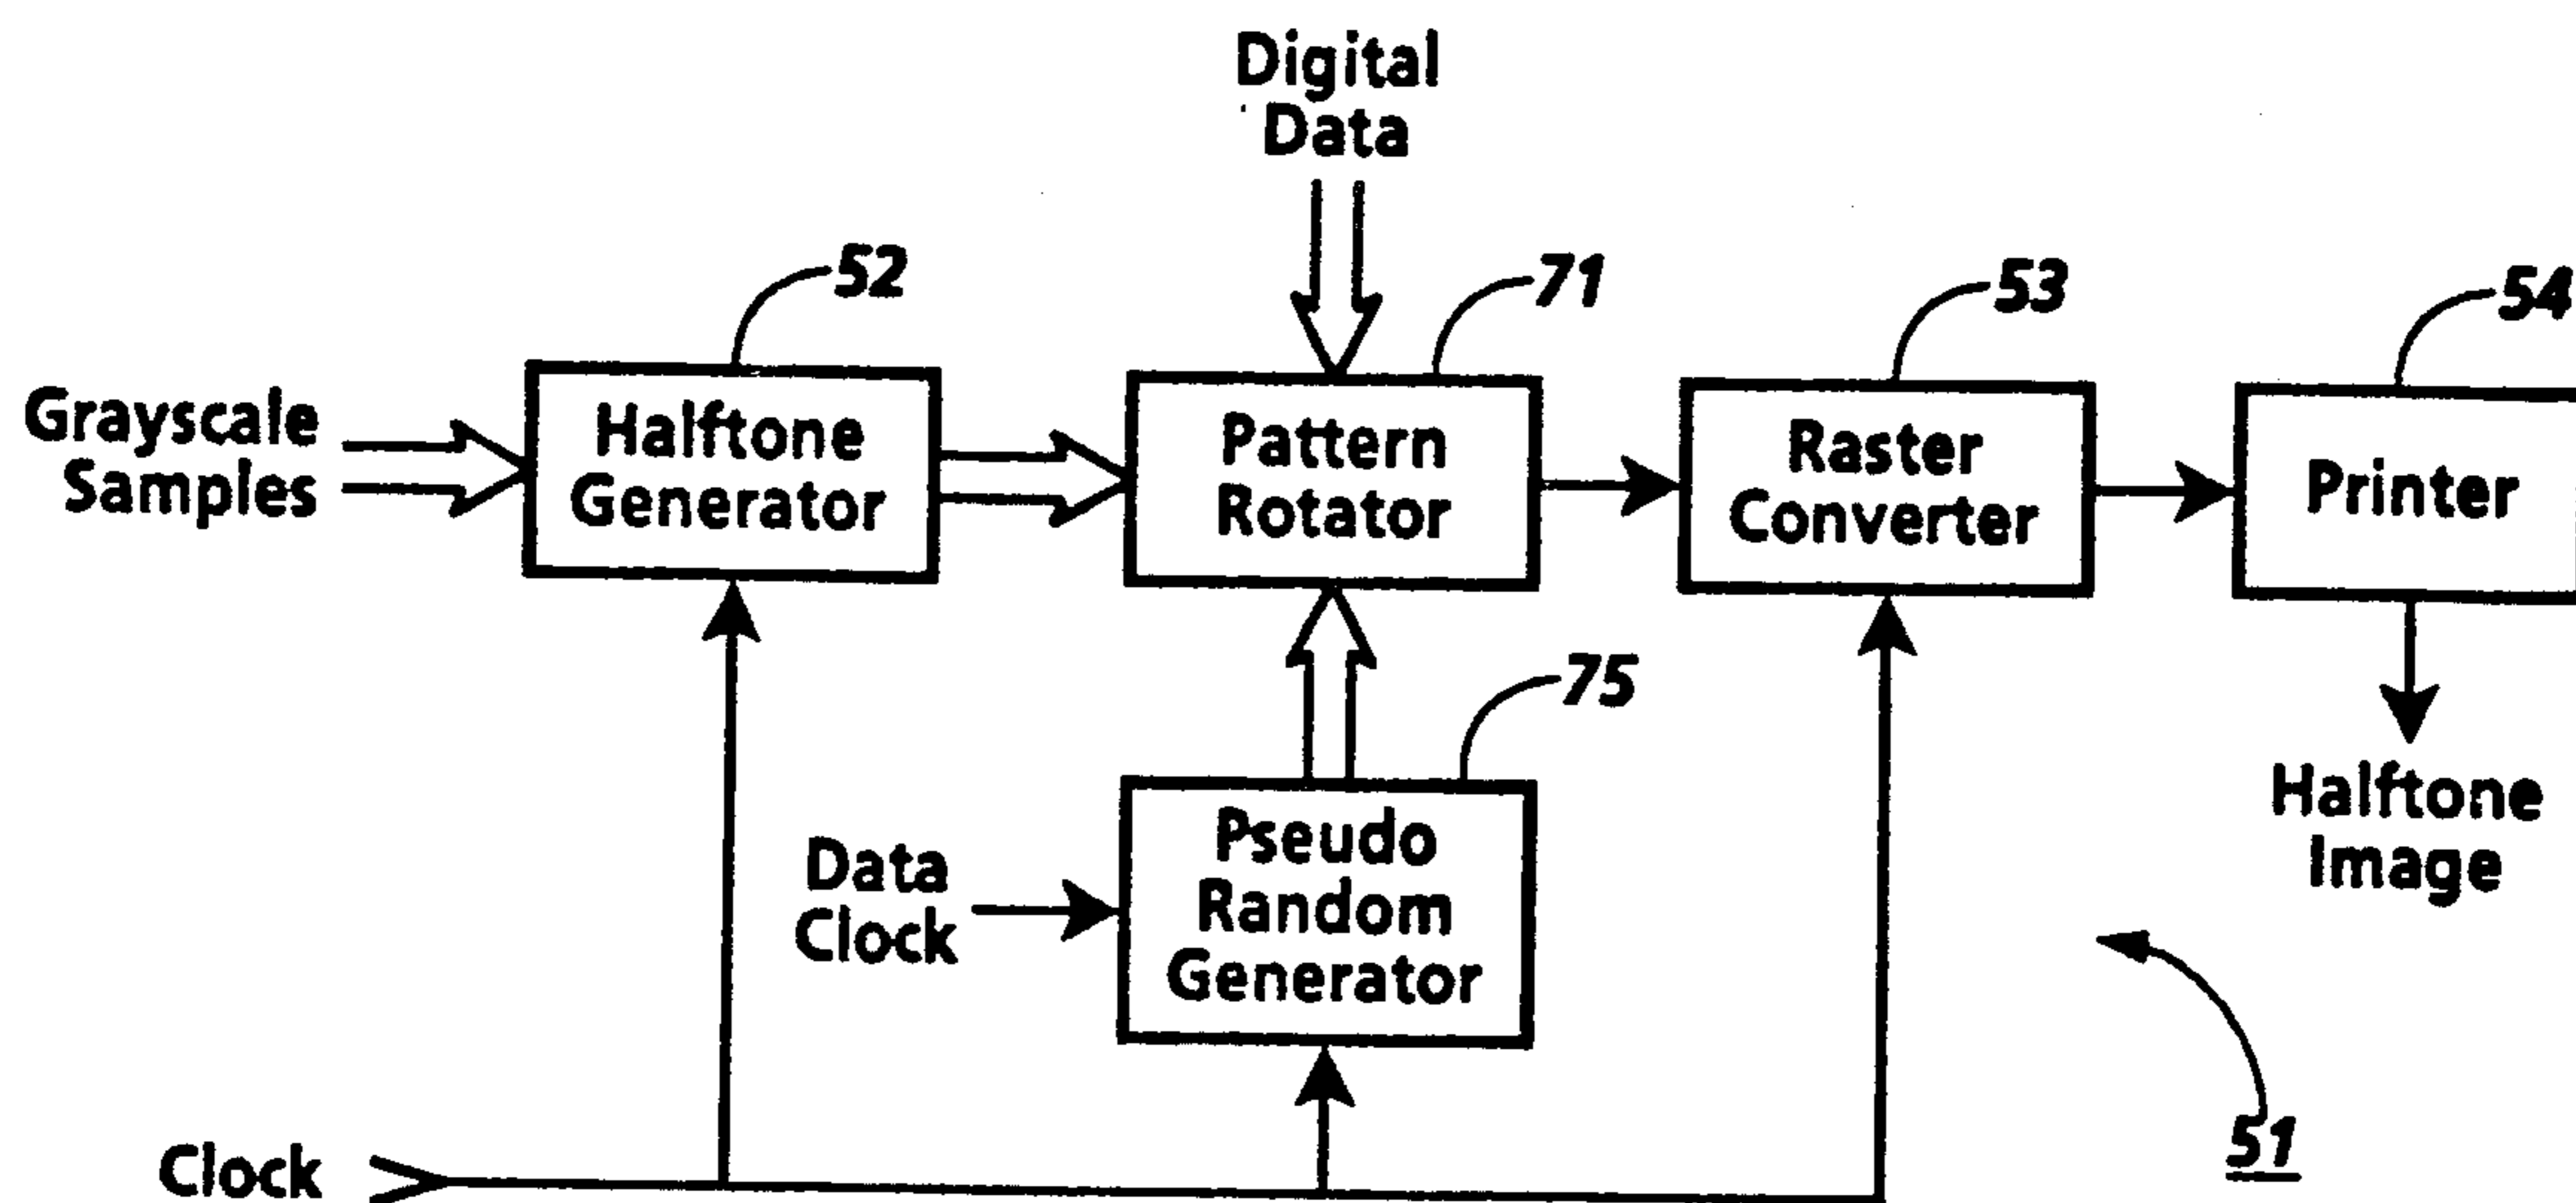 Digital
Data
52
71
53
54
Grayscale
Samples
Halftone
Generator
Pattern
Rotator
Raster
Converter
Printer
75
Data
Clock
Pseudo
Random
Generator
Halftone
Image
51
Clock